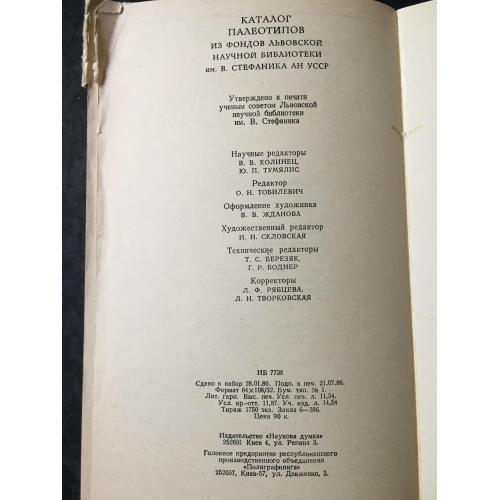 КАТАЛОГ
ПАЛЕОТИПОВ
ИЗ ФОНДОВ ЛЬВОВСКОЙ
НАУЧНОЙ БИБЛИОТЕКИ
им. В. СТЕФАНИКА АН УССР
Утверждено к печати
ученым советом Львовской
научной библиотеки
им. В. Стефаника
Научные редакторы
В. В. КОЛИНЕЦ,
Ю. П. ТУМЯЛИС
Редактор
О. Н. ТОБИЛЕВИЧ
Оформление художника
В. В. ЖДАНОВА
Художественный редактор
И. Н. СКЛОВСКАЯ
Технические редакторы
Т. С. БЕРЕЗЯК,
Г. Р. БОДНЕР
Корректоры
Л. Ф. РЯБЦЕВА,
Л. Н. ТВОРКОВСКАЯ
ИБ 7738
Сдано в набор 28.01.86. Подп. в печ. 21.07.86.
Формат 84×108/32. Бум. тип. № 1.
Лит. гарн. Выс. печ. Усл. печ. л. 11,34.
Усл. кр.-отт. 11,87. Уч. изд. л. 14,54
Тираж 1750 экз. Заказ 6—386.
Цена 90 к.
Издательство «Наукова думка»
252601 Киев 4, ул. Репина 3.
Головное предприятие республиканского
производственного объединения
«Полиграфкнига»
252057, Киев-57, ул. Довженко, 3.